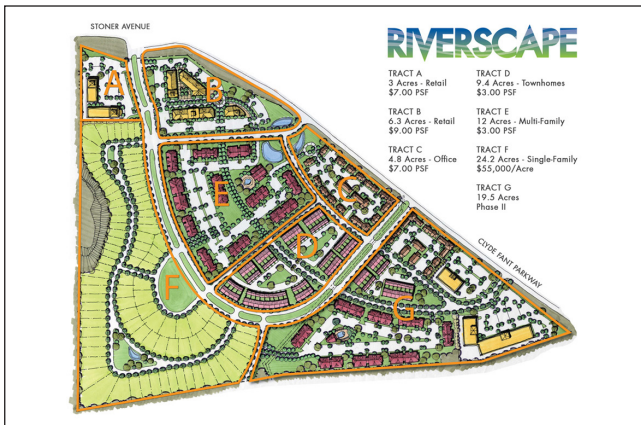 STONER AVENUE
RIVERSCAPE
TRACT A
3 Acres - Retail
$7.00 PSF
TRACT B
6.3 Acres - Retail
$9.00 PSF
TRACT C
4.8 Acres - Office
$7.00 PSF
TRACT D
9.4 Acres - Townhomes
$3.00 PSF
TRACT E
12 Acres - Multi-Family
$3.00 PSF
TRACT F
24.2 Acres - Single-Family
$55,000/Acre
TRACT G
19.5 Acres
Phase II
A
B
C
E
D
F
G
CLYDE FANT PARKWAY